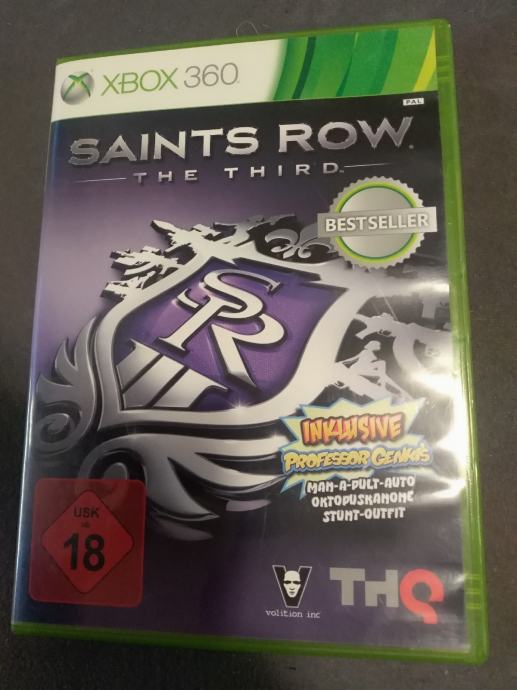 XBOX 360
PAL
SAINTS ROW
THE THIRD
BESTSELLER
SR
INKLUSIVE
PROFESSOR GENKIS
MAN-A-PULT-AUTO
OKTOPUSKANONE
STUNT-OUTFIT
USK
ab
18
V
volition inc
THQ